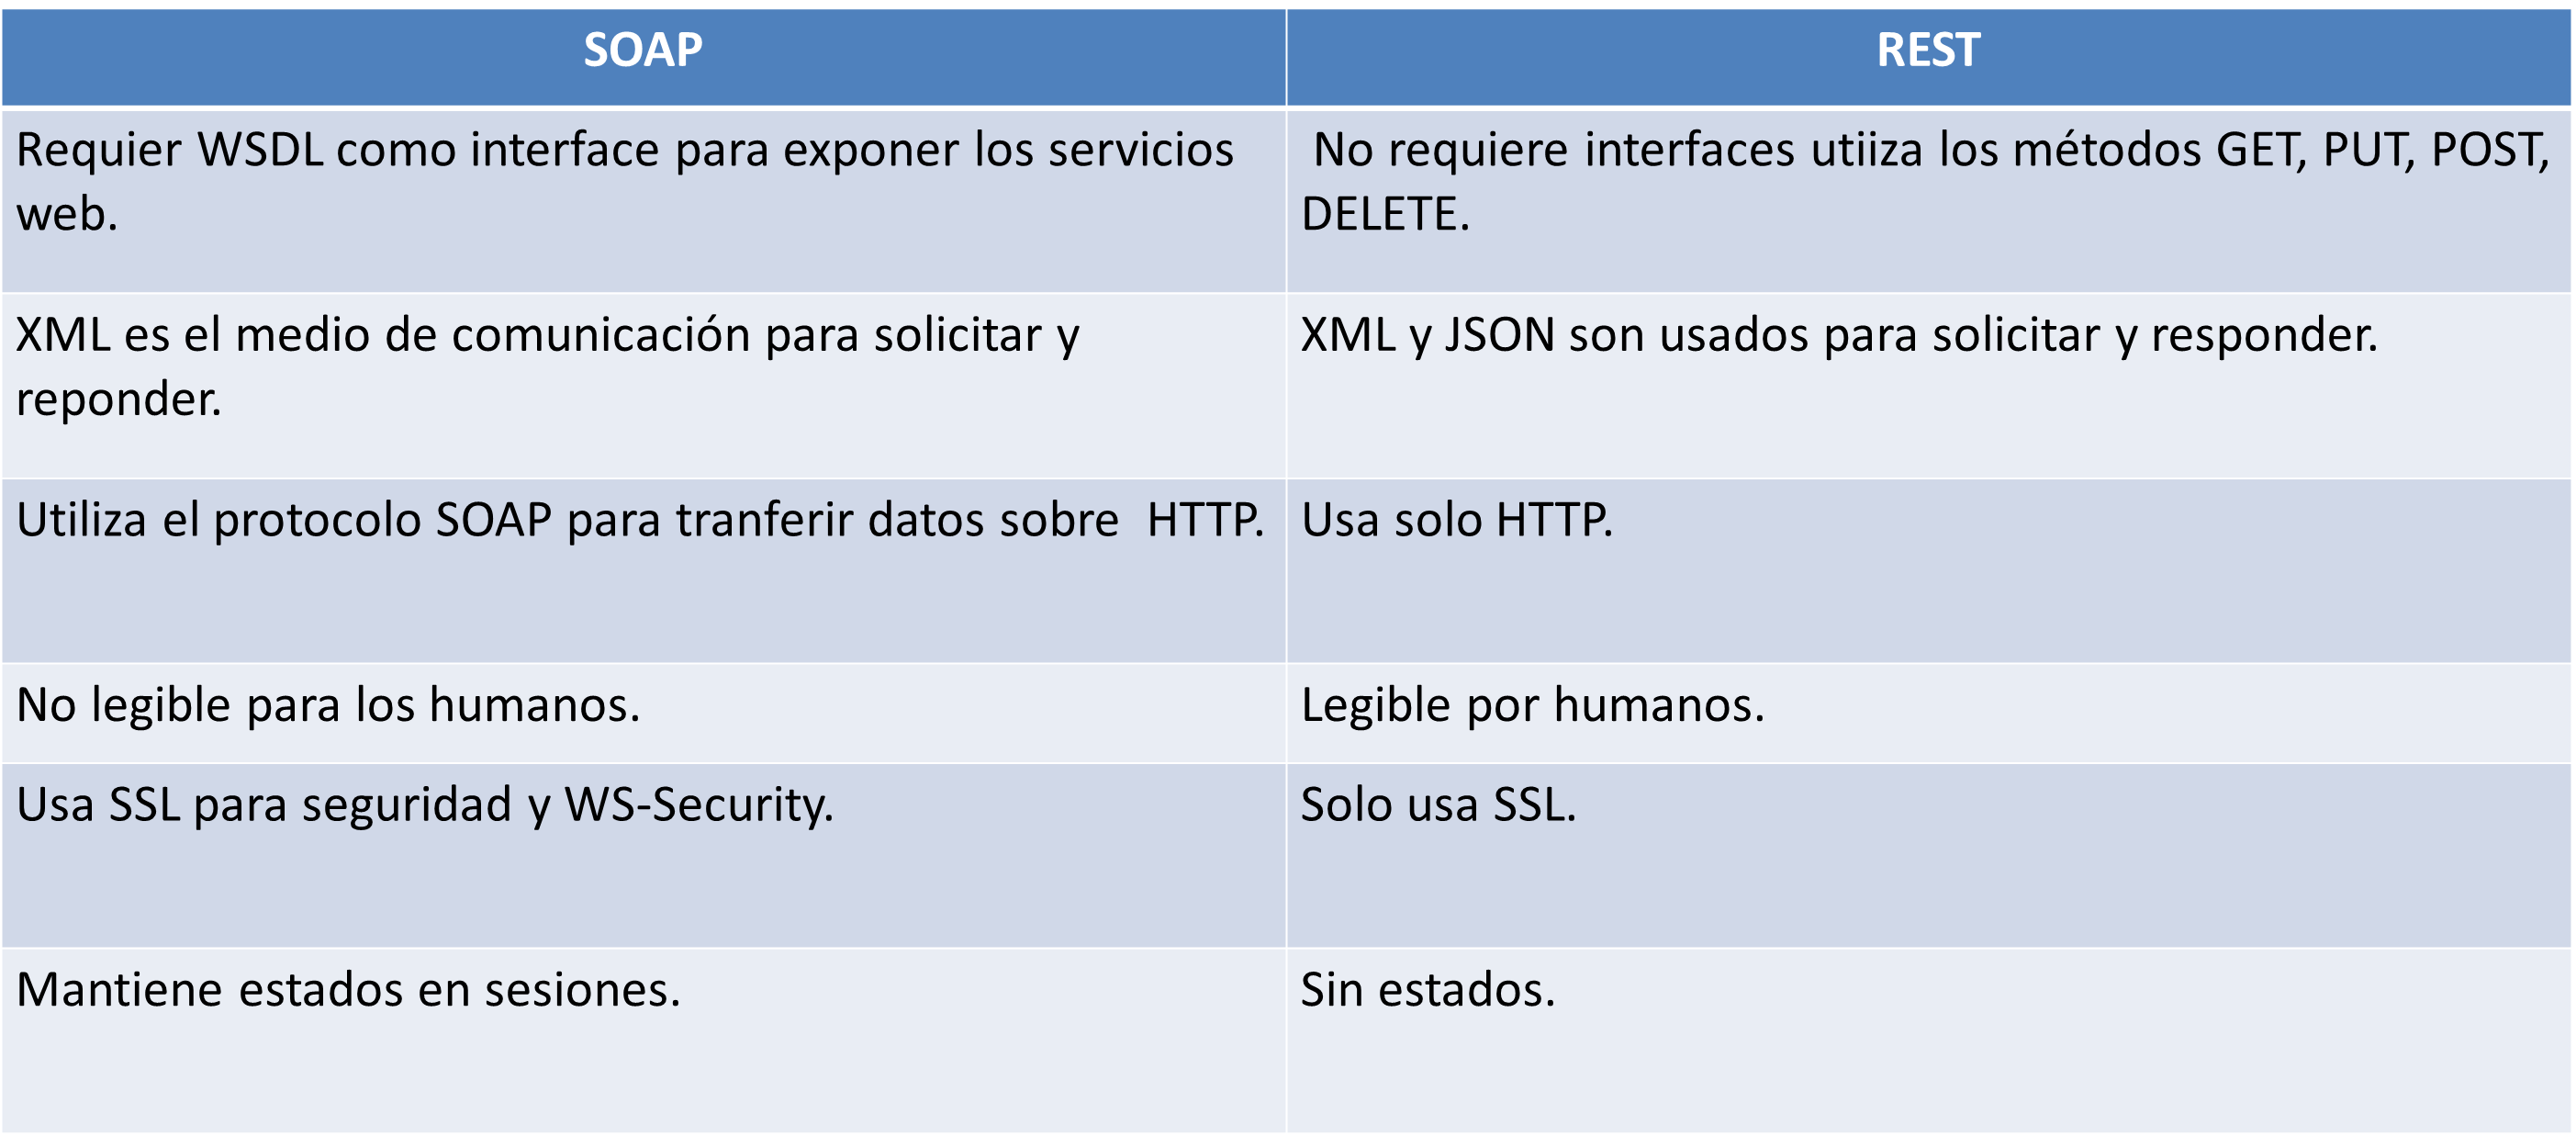 SOAP
REST
Requier WSDL como interface para exponer los servicios
web.
No requiere interfaces utiiza los métodos GET, PUT, POST,
DELETE.
XML es el medio de comunicación para solicitar y
reponder.
XML y JSON son usados para solicitar y responder.
Utiliza el protocolo SOAP para tranferir datos sobre  HTTP.
Usa solo HTTP.
No legible para los humanos.
Legible por humanos.
Usa SSL para seguridad y WS-Security.
Solo usa SSL.
Mantiene estados en sesiones.
Sin estados.